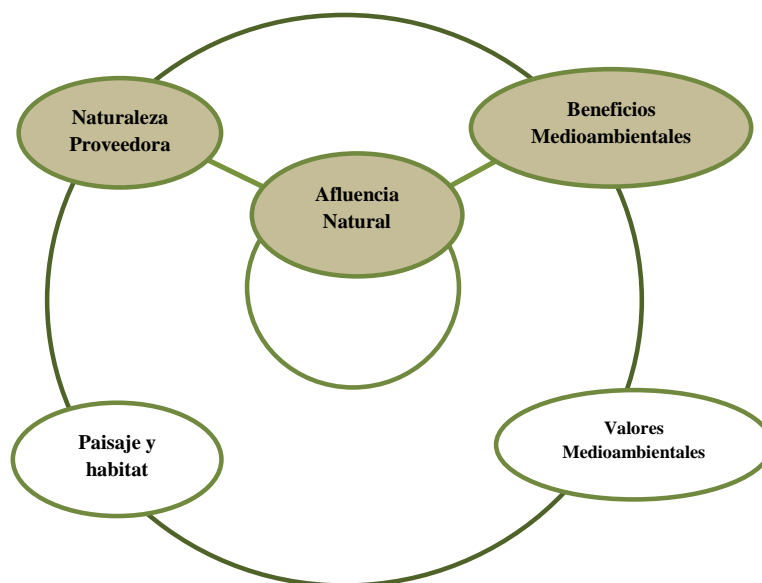 Naturaleza
Proveedora
Beneficios
Medioambientales
Afluencia
Natural
Paisaje y
habitat
Valores
Medioambientales